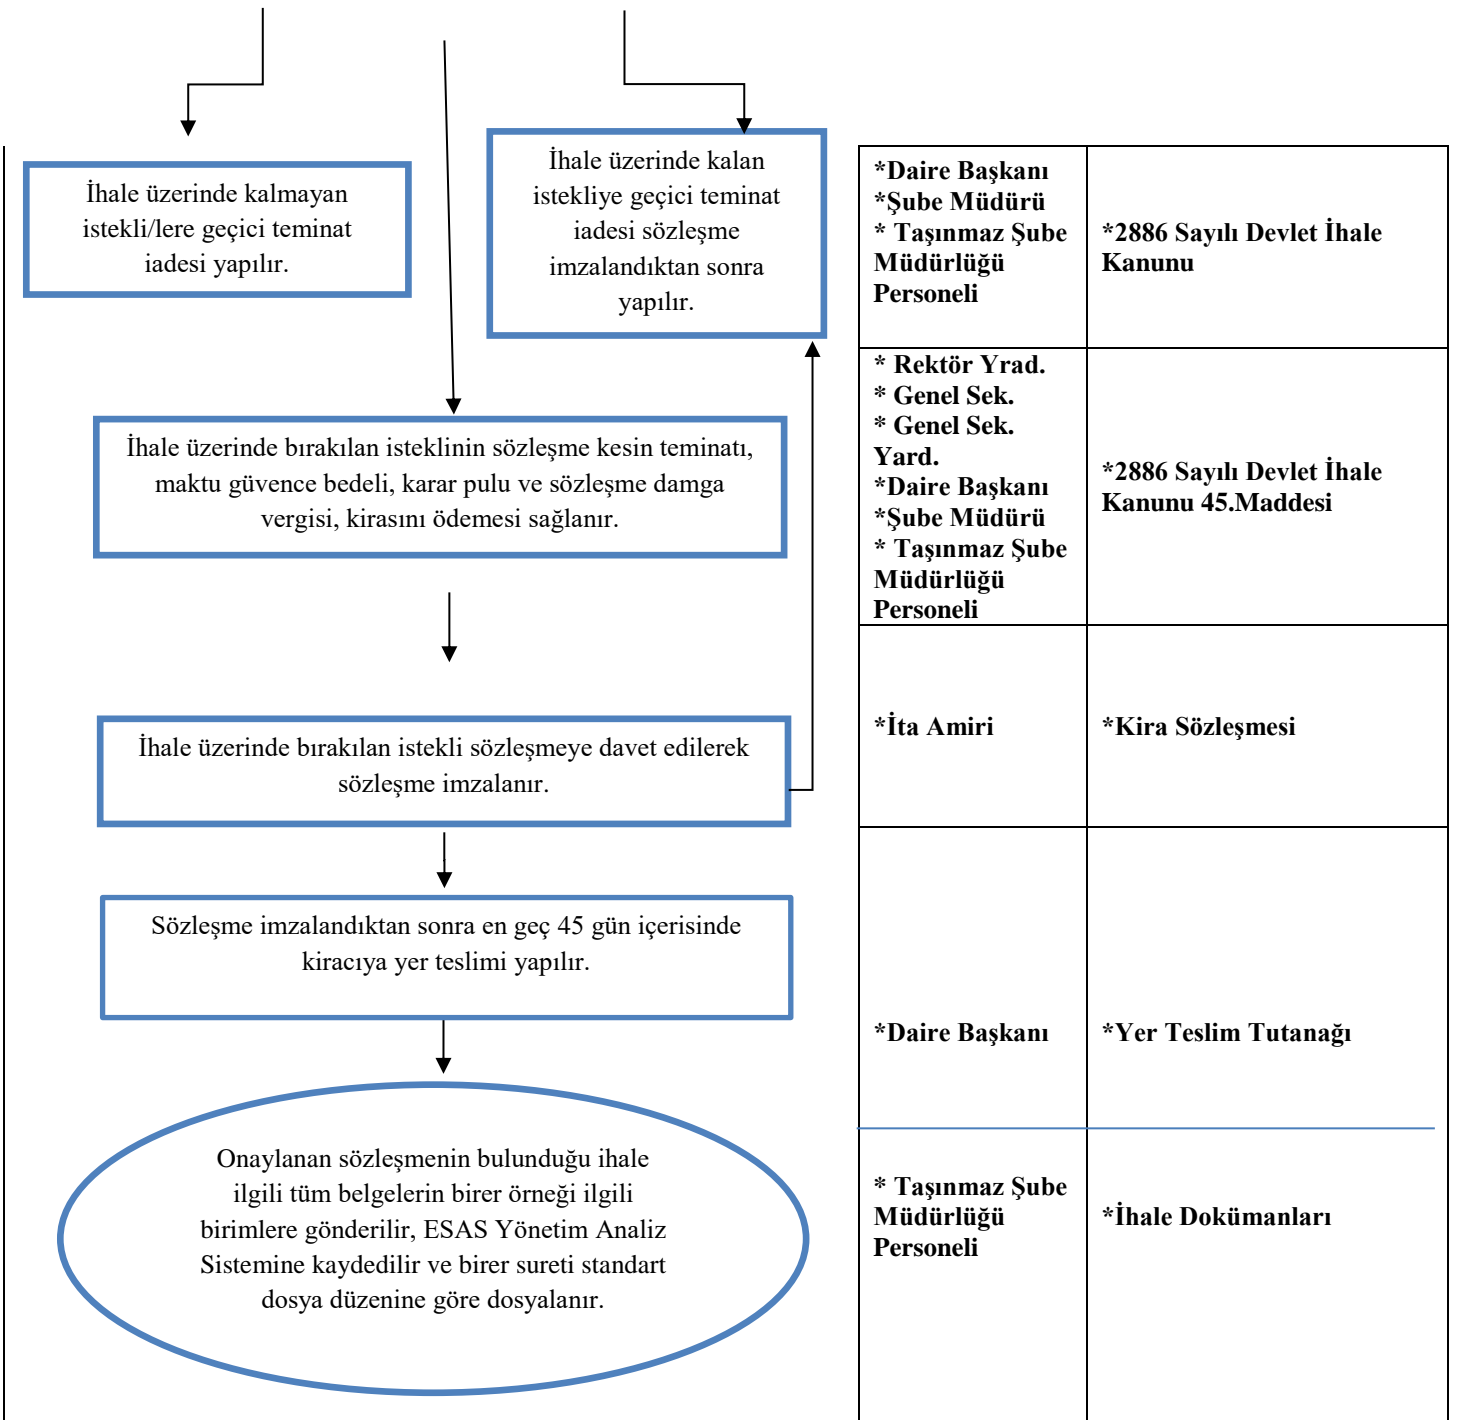 İhale üzerinde kalmayan
istekli/lere geçici teminat
iadesi yapılır.
İhale üzerinde kalan
istekliye geçici teminat
iadesi sözleşme
imzalandıktan sonra
yapılır.
*Daire Başkanı
*Şube Müdürü
* Taşınmaz Şube
Müdürlüğü
Personeli
*2886 Sayılı Devlet İhale
Kanunu
İhale üzerinde bırakılan isteklinin sözleşme kesin teminatı,
maktu güvence bedeli, karar pulu ve sözleşme damga
vergisi, kirasını ödemesi sağlanır.
* Rektör Yrad.
* Genel Sek.
* Genel Sek.
Yard.
*Daire Başkanı
*Şube Müdürü
* Taşınmaz Şube
Müdürlüğü
Personeli
*2886 Sayılı Devlet İhale
Kanunu 45.Maddesi
İhale üzerinde bırakılan istekli sözleşmeye davet edilerek
sözleşme imzalanır.
*İta Amiri
*Kira Sözleşmesi
Sözleşme imzalandıktan sonra en geç 45 gün içerisinde
kiracıya yer teslimi yapılır.
*Daire Başkanı
*Yer Teslim Tutanağı
Onaylanan sözleşmenin bulunduğu ihale
ilgili tüm belgelerin birer örneği ilgili
birimlere gönderilir, ESAS Yönetim Analiz
Sistemine kaydedilir ve birer sureti standart
dosya düzenine göre dosyalanır.
* Taşınmaz Şube
Müdürlüğü
Personeli
*İhale Dokümanları